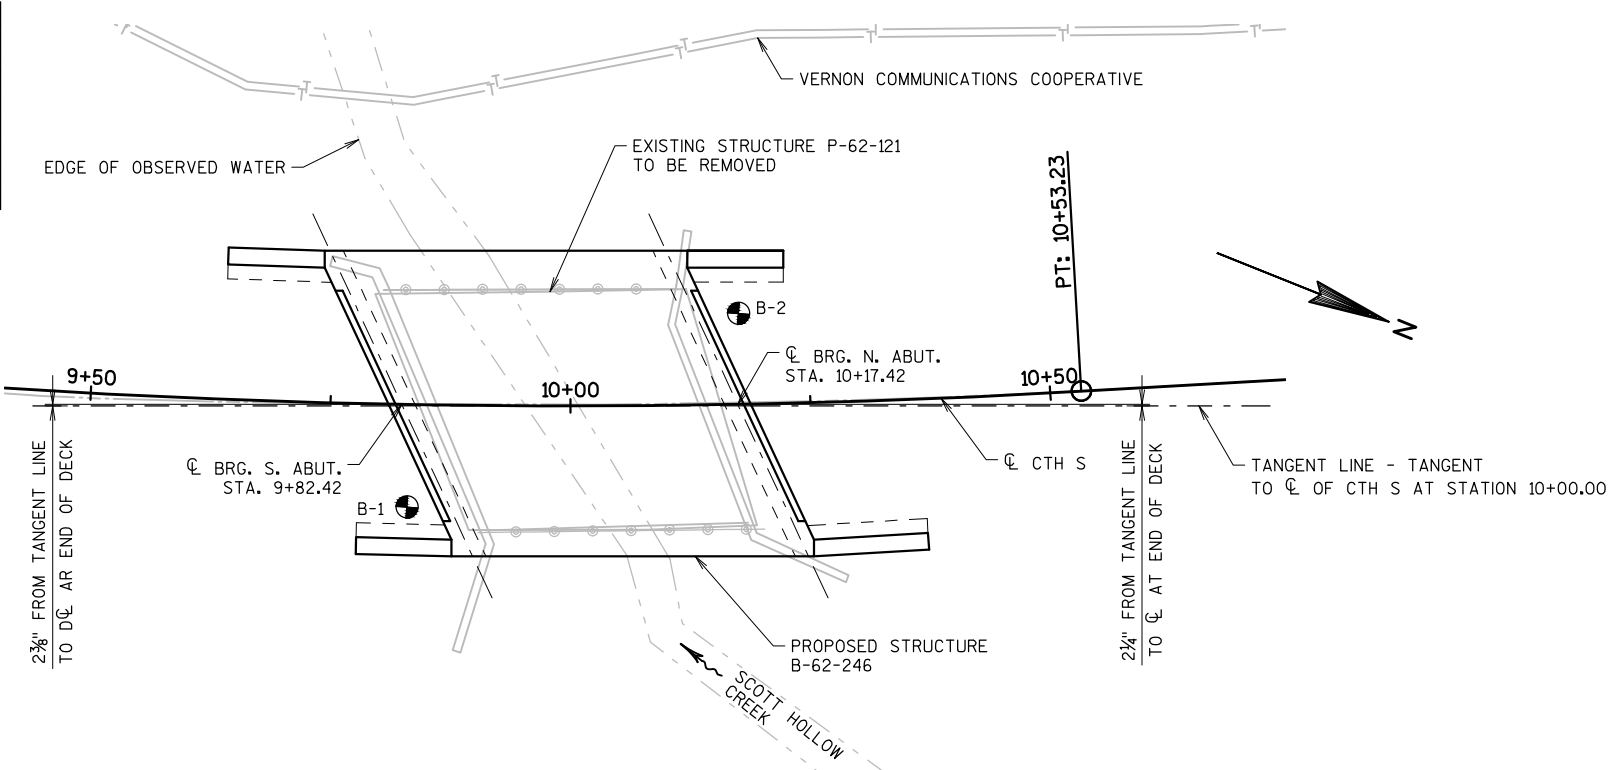 VERNON COMMUNICATIONS COOPERATIVE
EXISTING STRUCTURE P-62-121
TO BE REMOVED
EDGE OF OBSERVED WATER
PT: 10+53.23
B-2
N
℄ BRG. N. ABUT.
STA. 10+17.42
9+50
10+00
10+50
℄ BRG. S. ABUT.
STA. 9+82.42
B-1
℄ CTH S
TANGENT LINE - TANGENT
TO ℄ OF CTH S AT STATION 10+00.00
2⅜" FROM TANGENT LINE
TO D℄ AR END OF DECK
2¼" FROM TANGENT LINE
TO ℄ AT END OF DECK
PROPOSED STRUCTURE
B-62-246
SCOTT HOLLOW
CREEK
T T T T T T T T T T T T T